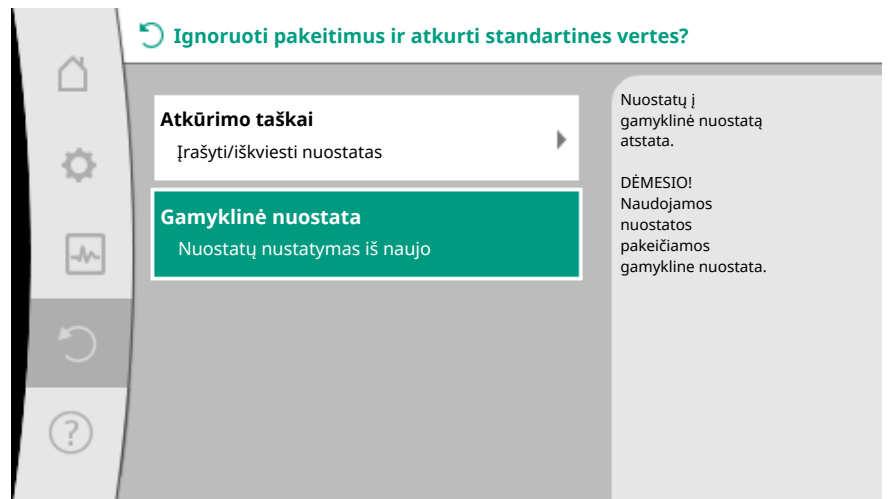 Ignoruoti pakeitimus ir atkurti standartines vertes?
Atkūrimo taškai
Įrašyti/iškviesti nuostatas
Gamyklinė nuostata
Nuostatų nustatymas iš naujo
Nuostatų į
gamyklinė nuostatą
atstata.
DĖMESIO!
Naudojamos
nuostatos
pakeičiamos
gamykline nuostata.
?